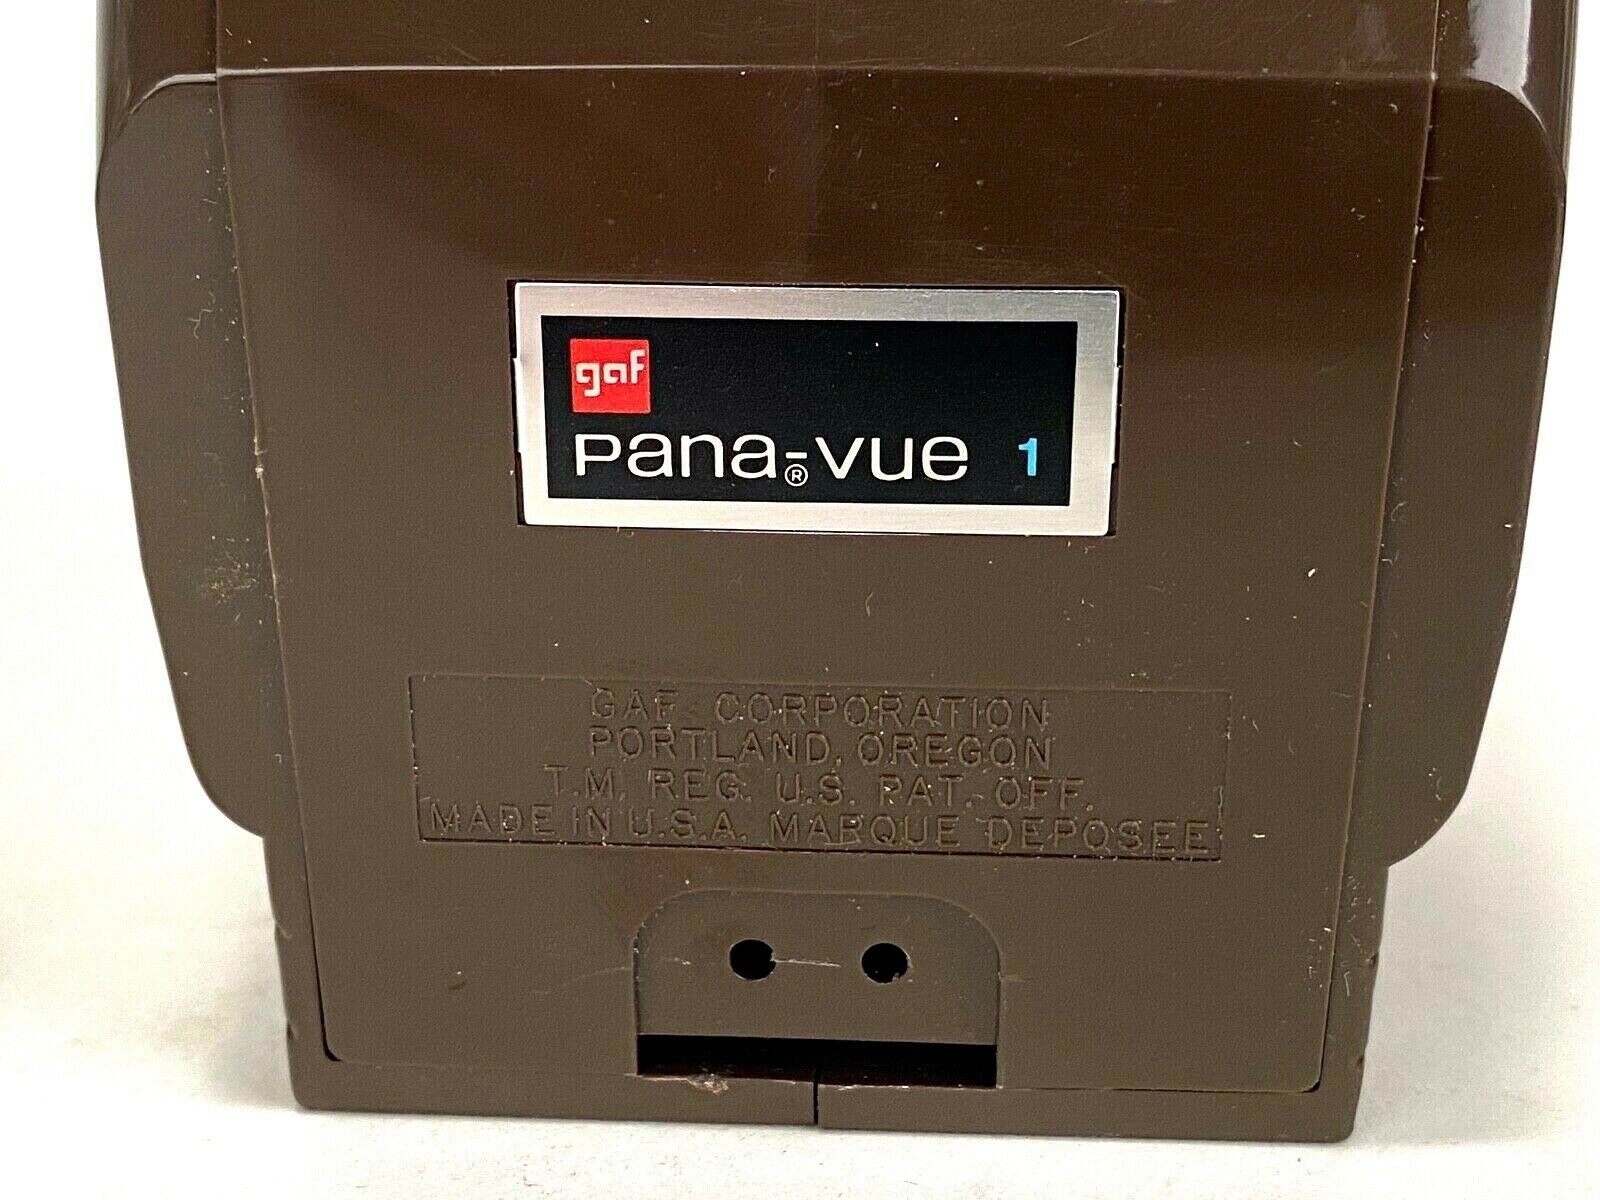 gaf
Pana-®vue 1
GAF CORPORATION
PORTLAND, OREGON
T.M. REG. U.S. PAT. OFF.
MADE IN U.S.A. MARQUE DEPOSEE